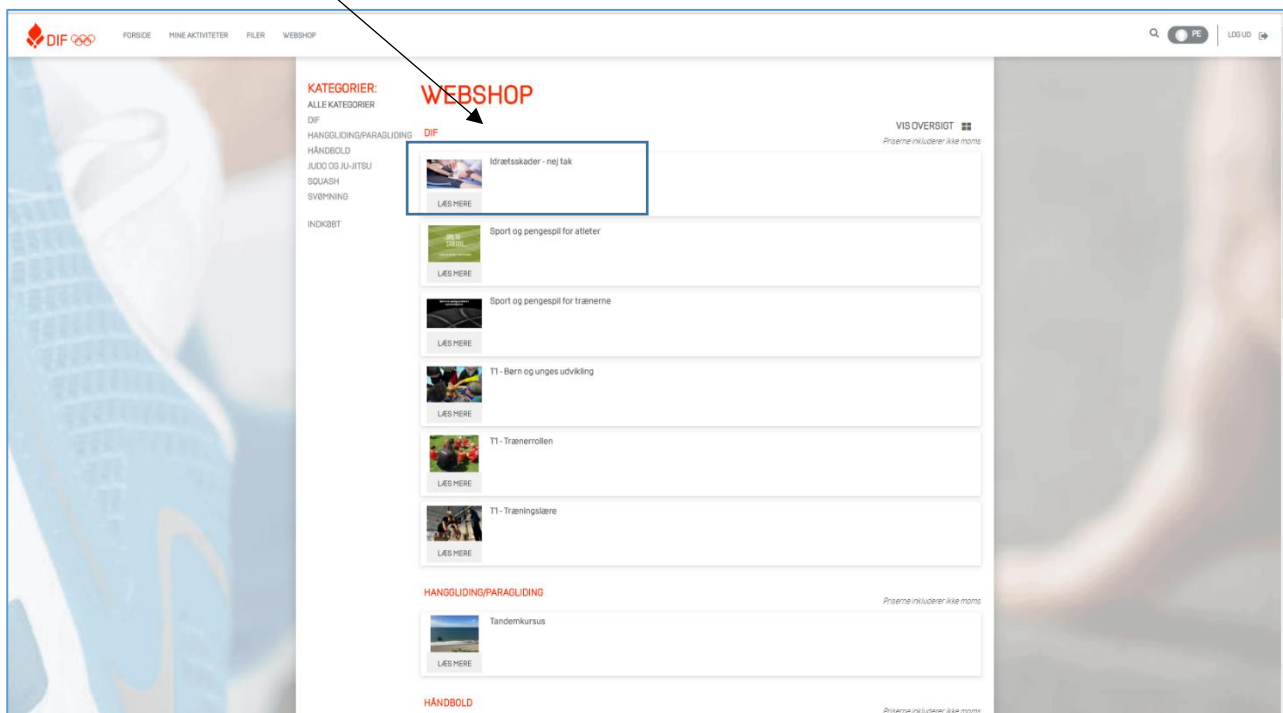 DIF
FORSIDE MINE AKTIVITETER FILER WEBSHOP
PE
LOG UD
KATEGORIER:
ALLE KATEGORIER
DIF
HANGGLIDING/PARAGLIDING
HÅNDBOLD
JUDO OG JU-JITSU
SQUASH
SVØMNING
INDKØBT
WEBSHOP
VIS OVERSIGT
DIF
Priserne inkluderer ikke moms
Idrætsskader - nej tak
LÆS MERE
Sport og pengespil for atleter
LÆS MERE
Sport og pengespil for trænerne
LÆS MERE
T1 - Børn og unges udvikling
LÆS MERE
T1 - Trænerrollen
LÆS MERE
T1 - Træningslære
LÆS MERE
HANGGLIDING/PARAGLIDING
Priserne inkluderer ikke moms
Tandemkursus
LÆS MERE
HÅNDBOLD
Priserne inkluderer ikke moms